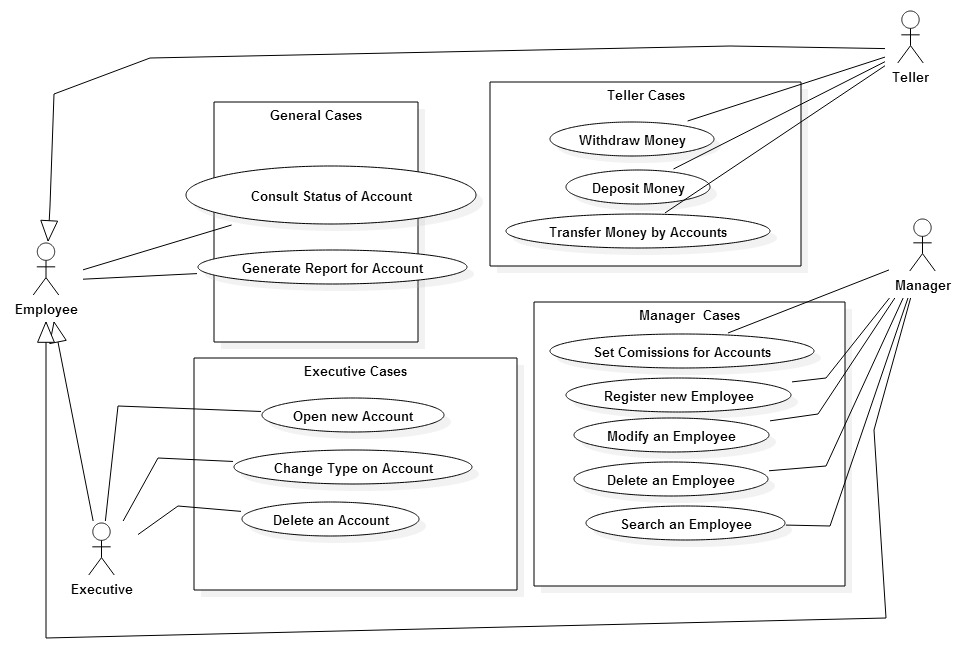 Teller
Teller Cases
Withdraw Money
Deposit Money
Transfer Money by Accounts
General Cases
Consult Status of Account
Generate Report for Account
Employee
Manager
Manager  Cases
Set Comissions for Accounts
Register new Employee
Modify an Employee
Delete an Employee
Search an Employee
Executive Cases
Open new Account
Change Type on Account
Delete an Account
Executive